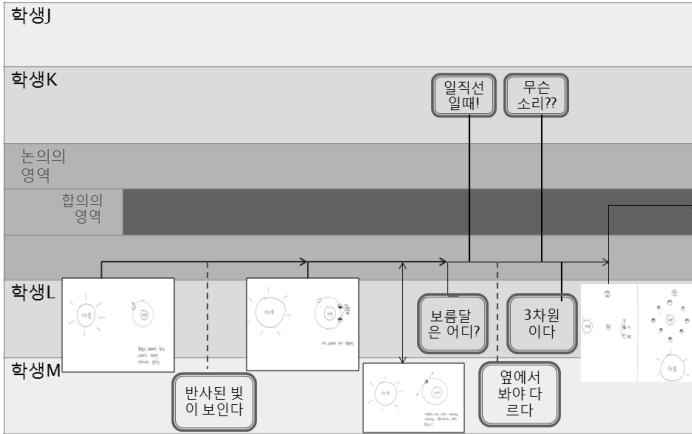 학생J
학생K
일직선
일때!
무슨
소리??
논의의
영역
합의의
영역
학생L
보름달
은 어디?
3차원
이다
학생M
반사된 빛
이 보인다
옆에서
봐야 다
르다